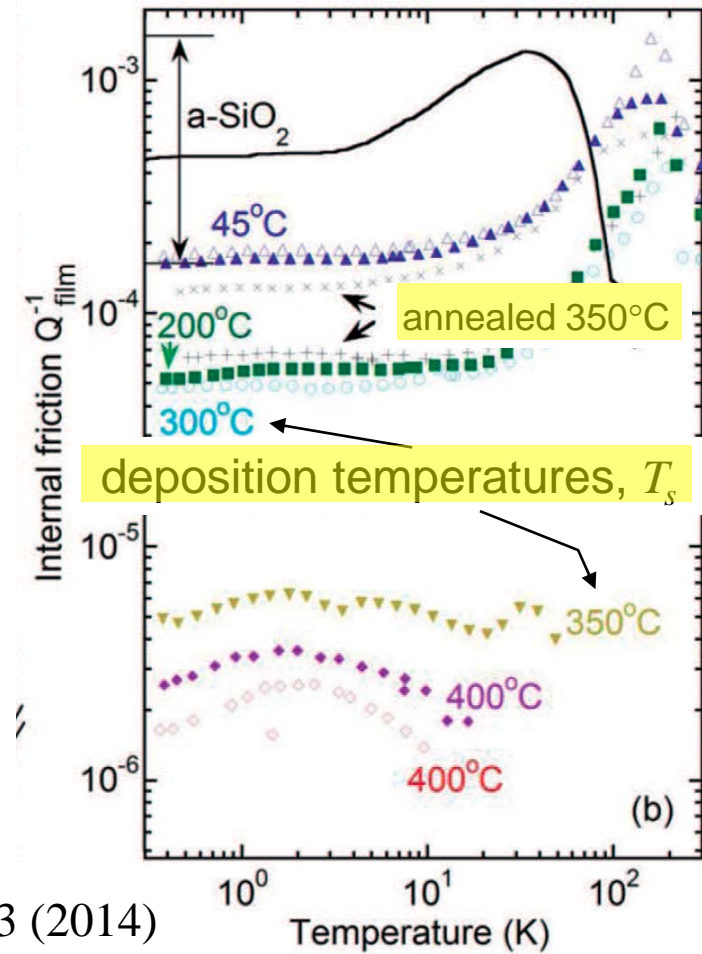 10⁻³
a-SiO₂
45°C
10⁻⁴
annealed 350°C
200°C
300°C
deposition temperatures, Tₛ
10⁻⁵
350°C
400°C
10⁻⁶
400°C
(b)
10⁰ 10¹ 10²
Internal friction Q⁻¹film
Temperature (K)
3 (2014)